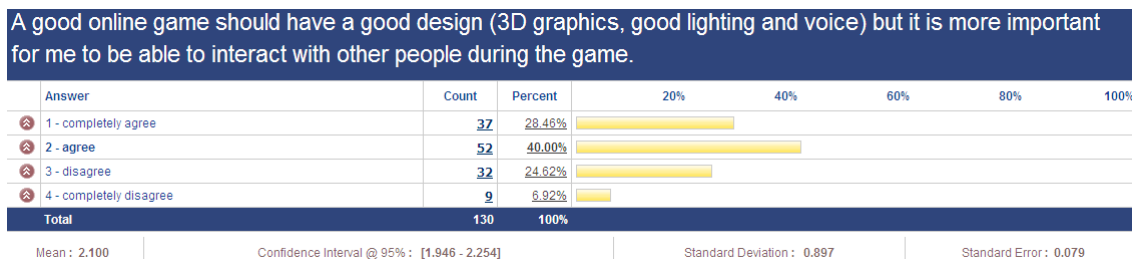 A good online game should have a good design (3D graphics, good lighting and voice) but it is more important
for me to be able to interact with other people during the game.
Answer Count Percent 20% 40% 60% 80% 100%
1 - completely agree 37 28.46%
2 - agree 52 40.00%
3 - disagree 32 24.62%
4 - completely disagree 9 6.92%
Total 130 100%
Mean : 2.100 Confidence Interval @ 95% : [1.946 - 2.254] Standard Deviation : 0.897 Standard Error : 0.079